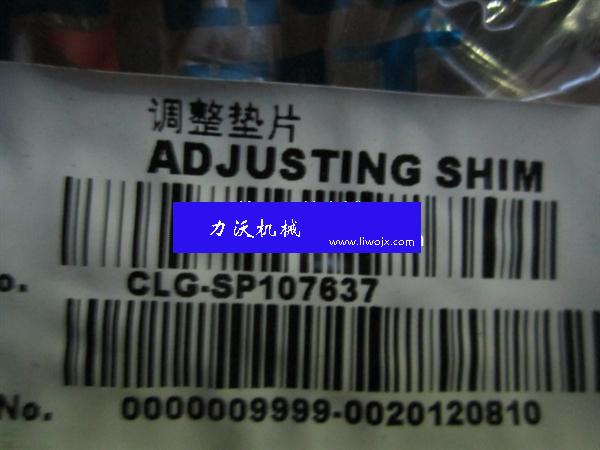 调整垫片
ADJUSTING SHIM
力沃机械
www.liwojx.com
o. CLG-SP107637
No. 0000009999-0020120810